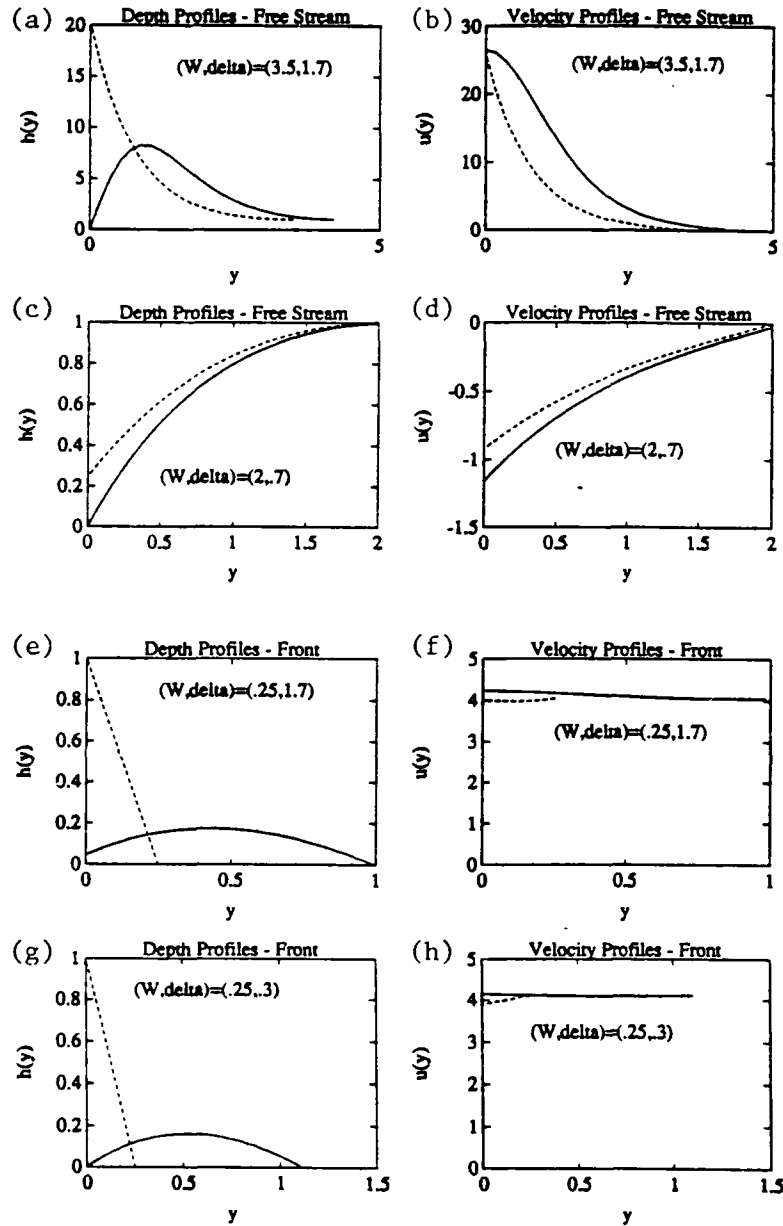 (a) Depth Profiles - Free Stream
20
15
10
5
0
h(y)
(W,delta)=(3.5,1.7)
0 5
y
(b) Velocity Profiles - Free Stream
30
20
10
0
u(y)
(W,delta)=(3.5,1.7)
0 5
y
(c) Depth Profiles - Free Stream
1
0.8
0.6
0.4
0.2
0
h(y)
(W,delta)=(2,.7)
0 0.5 1 1.5 2
y
(d) Velocity Profiles - Free Stream
0
-0.5
-1
-1.5
u(y)
(W,delta)=(2,.7)
0 0.5 1 1.5 2
y
(e) Depth Profiles - Front
1
0.8
0.6
0.4
0.2
0
h(y)
(W,delta)=(.25,1.7)
0 0.5 1
y
(f) Velocity Profiles - Front
5
4
3
2
1
0
u(y)
(W,delta)=(.25,1.7)
0 0.5 1
y
(g) Depth Profiles - Front
1
0.8
0.6
0.4
0.2
0
h(y)
(W,delta)=(.25,.3)
0 0.5 1 1.5
y
(h) Velocity Profiles - Front
5
4
3
2
1
0
u(y)
(W,delta)=(.25,.3)
0 0.5 1 1.5
y